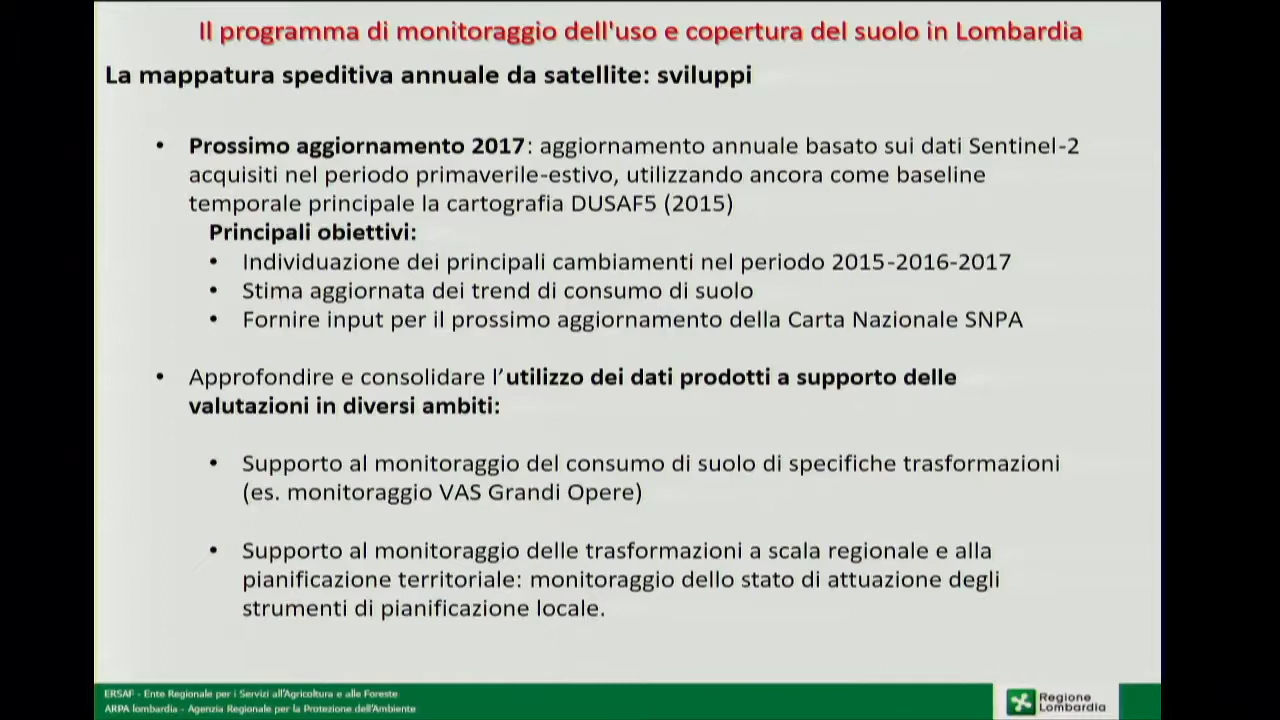 Il programma di monitoraggio dell'uso e copertura del suolo in Lombardia
La mappatura speditiva annuale da satellite: sviluppi
• Prossimo aggiornamento 2017: aggiornamento annuale basato sui dati Sentinel-2
acquisiti nel periodo primaverile-estivo, utilizzando ancora come baseline
temporale principale la cartografia DUSAF5 (2015)
Principali obiettivi:
• Individuazione dei principali cambiamenti nel periodo 2015-2016-2017
• Stima aggiornata dei trend di consumo di suolo
• Fornire input per il prossimo aggiornamento della Carta Nazionale SNPA
• Approfondire e consolidare l'utilizzo dei dati prodotti a supporto delle
valutazioni in diversi ambiti:
• Supporto al monitoraggio del consumo di suolo di specifiche trasformazioni
(es. monitoraggio VAS Grandi Opere)
• Supporto al monitoraggio delle trasformazioni a scala regionale e alla
pianificazione territoriale: monitoraggio dello stato di attuazione degli
strumenti di pianificazione locale.
ERSAF - Ente Regionale per i Servizi all'Agricoltura e alle Foreste
ARPA lombardia - Agenzia Regionale per la Protezione dell'Ambiente
Regione
Lombardia